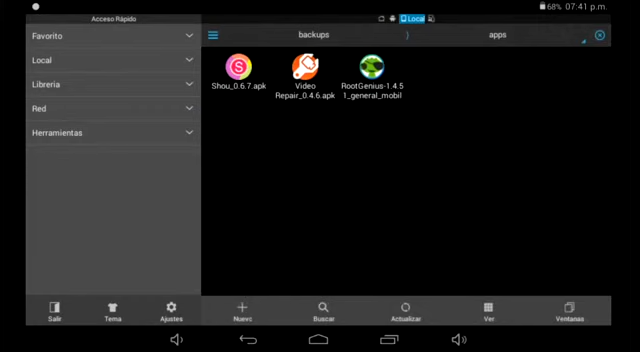 68% 07:41 p.m.
Acceso Rápido
Local
Favorito
Local
Libreria
Red
Herramientas
backups
apps
Shou_0.6.7.apk
Video
Repair_0.4.6.apk
RootGenius-1.4.5
1_general_mobil
Salir
Tema
Ajustes
Nuevo
Buscar
Actualizar
Ver
Ventanas